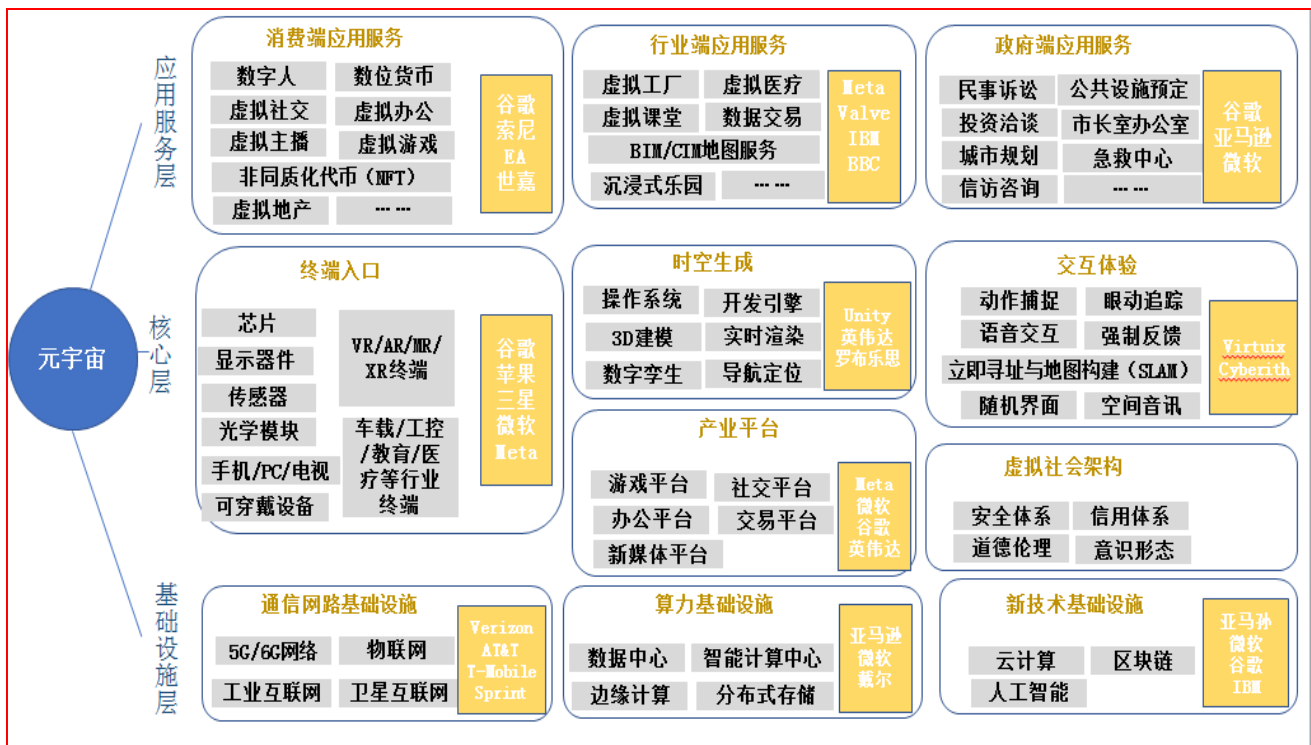 元宇宙
应用服务层
消费端应用服务
数字人
数位货币
虚拟社交
虚拟办公
虚拟主播
虚拟游戏
非同质化代币（NFT）
虚拟地产
……
谷歌
索尼
EA
世嘉
行业端应用服务
虚拟工厂
虚拟医疗
虚拟课堂
数据交易
BIM/CIM地图服务
沉浸式乐园
……
Meta
Valve
IBM
BBC
政府端应用服务
民事诉讼
公共设施预定
投资洽谈
市长室办公室
城市规划
急救中心
信访咨询
……
谷歌
亚马逊
微软
核心层
终端入口
芯片
显示器件
传感器
光学模块
手机/PC/电视
可穿戴设备
VR/AR/MR/
XR终端
车载/工控
/教育/医
疗等行业
终端
谷歌
苹果
三星
微软
Meta
时空生成
操作系统
开发引擎
3D建模
实时渲染
数字孪生
导航定位
Unity
英伟达
罗布乐思
交互体验
动作捕捉
眼动追踪
语音交互
强制反馈
立即寻址与地图构建（SLAM）
随机界面
空间音讯
Virtuix
Cyberith
产业平台
游戏平台
社交平台
办公平台
交易平台
新媒体平台
Meta
微软
谷歌
英伟达
虚拟社会架构
安全体系
信用体系
道德伦理
意识形态
基础设施层
通信网路基础设施
5G/6G网络
物联网
工业互联网
卫星互联网
Verizon
AT&T
T-Mobile
Sprint
算力基础设施
数据中心
智能计算中心
边缘计算
分布式存储
亚马逊
微软
戴尔
新技术基础设施
云计算
区块链
人工智能
亚马孙
微软
谷歌
IBM